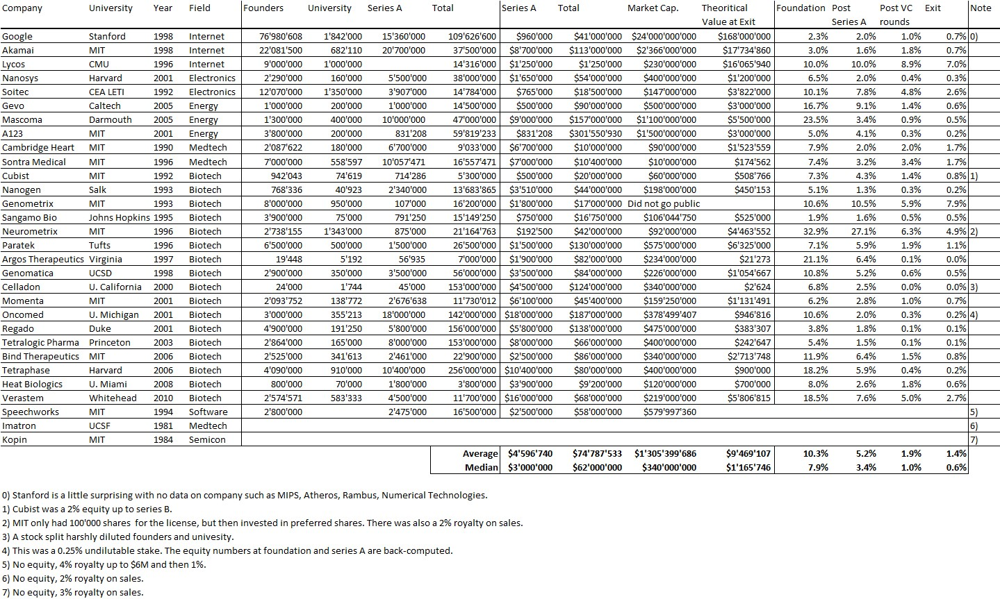 Company University Year Field Founders University Series A Total Series A Total Market Cap. Theoritical Foundation Post Post VC Exit Note
Value at Exit Series A rounds
Google Stanford 1998 Internet 76'980'608 1'842'000 15'360'000 109'626'600 $960'000 $41'000'000 $24'000'000'000 $168'000'000 2.3% 2.0% 1.0% 0.7% 0)
Akamai MIT 1998 Internet 22'081'500 682'110 20'700'000 37'500'000 $8'700'000 $113'000'000 $2'366'000'000 $17'734'860 3.0% 1.6% 1.8% 0.7%
Lycos CMU 1996 Internet 9'000'000 1'000'000 14'316'000 $1'250'000 $1'250'000 $230'000'000 $16'065'940 10.0% 10.0% 8.9% 7.0%
Nanosys Harvard 2001 Electronics 2'290'000 160'000 5'500'000 38'000'000 $1'650'000 $54'000'000 $400'000'000 $1'200'000 6.5% 2.0% 0.4% 0.3%
Soitec CEA LETI 1992 Electronics 12'070'000 1'350'000 3'907'000 14'784'000 $765'000 $18'500'000 $147'000'000 $3'822'000 10.1% 7.8% 4.8% 2.6%
Gevo Caltech 2005 Energy 1'000'000 200'000 1'000'000 14'500'000 $500'000 $90'000'000 $500'000'000 $3'000'000 16.7% 9.1% 1.4% 0.6%
Mascoma Darmouth 2005 Energy 1'300'000 400'000 10'000'000 47'000'000 $9'000'000 $157'000'000 $1'100'000'000 $5'500'000 23.5% 3.4% 0.9% 0.5%
A123 MIT 2001 Energy 3'800'000 200'000 831'208 59'819'233 $831'208 $301'550'930 $1'500'000'000 $3'000'000 5.0% 4.1% 0.3% 0.2%
Cambridge Heart MIT 1990 Medtech 2'087'622 180'000 6'700'000 9'033'000 $6'700'000 $10'000'000 $90'000'000 $1'523'559 7.9% 2.0% 2.0% 1.7%
Sontra Medical MIT 1996 Medtech 7'000'000 558'597 10'057'471 16'557'471 $7'000'000 $10'400'000 $10'000'000 $174'562 7.4% 3.2% 3.4% 1.7%
Cubist MIT 1992 Biotech 942'043 74'619 714'286 5'300'000 $500'000 $20'000'000 $60'000'000 $508'766 7.3% 4.3% 1.4% 0.8% 1)
Nanogen Salk 1993 Biotech 768'336 40'923 2'340'000 13'683'865 $3'510'000 $44'000'000 $198'000'000 $450'153 5.1% 1.3% 0.3% 0.2%
Genometrix MIT 1993 Biotech 8'000'000 950'000 107'000 16'200'000 $1'800'000 $17'000'000 Did not go public 10.6% 10.5% 5.9% 7.9%
Sangamo Bio Johns Hopkins 1995 Biotech 3'900'000 75'000 791'250 15'149'250 $750'000 $16'750'000 $106'044'750 $525'000 1.9% 1.6% 0.5% 0.5%
Neurometrix MIT 1996 Biotech 2'738'155 1'343'000 875'000 21'164'763 $192'500 $42'000'000 $92'000'000 $4'463'552 32.9% 27.1% 6.3% 4.9% 2)
Paratek Tufts 1996 Biotech 6'500'000 500'000 1'500'000 26'500'000 $1'500'000 $130'000'000 $575'000'000 $6'325'000 7.1% 5.9% 1.9% 1.1%
Argos Therapeutics Virginia 1997 Biotech 19'448 5'192 56'935 7'000'000 $1'900'000 $82'000'000 $234'000'000 $21'273 21.1% 6.4% 0.1% 0.0%
Genomatica UCSD 1998 Biotech 2'900'000 350'000 3'500'000 56'000'000 $3'500'000 $84'000'000 $226'000'000 $1'054'667 10.8% 5.2% 0.6% 0.5%
Celladon U. California 2000 Biotech 24'000 1'744 45'000 153'000'000 $4'500'000 $124'000'000 $340'000'000 $2'624 6.8% 2.5% 0.0% 0.0% 3)
Momenta MIT 2001 Biotech 2'093'752 138'772 2'676'638 11'730'012 $6'100'000 $45'400'000 $159'250'000 $1'131'491 6.2% 2.8% 1.0% 0.7%
Oncomed U. Michigan 2001 Biotech 3'000'000 355'213 18'000'000 142'000'000 $18'000'000 $187'000'000 $378'499'407 $946'816 10.6% 2.0% 0.3% 0.2% 4)
Regado Duke 2001 Biotech 4'900'000 191'250 5'800'000 156'000'000 $5'800'000 $138'000'000 $475'000'000 $383'307 3.8% 1.8% 0.1% 0.1%
Tetralogic Pharma Princeton 2003 Biotech 2'864'000 165'000 8'000'000 153'000'000 $8'000'000 $66'000'000 $400'000'000 $242'647 5.4% 1.5% 0.1% 0.1%
Bind Therapeutics MIT 2006 Biotech 2'525'000 341'613 2'461'000 22'900'000 $2'500'000 $86'000'000 $340'000'000 $2'713'748 11.9% 6.4% 1.5% 0.8%
Tetraphase Harvard 2006 Biotech 4'090'000 910'000 10'400'000 256'000'000 $10'400'000 $80'000'000 $400'000'000 $900'000 18.2% 5.9% 0.4% 0.2%
Heat Biologics U. Miami 2008 Biotech 800'000 70'000 1'800'000 3'800'000 $3'900'000 $9'200'000 $120'000'000 $700'000 8.0% 2.6% 1.8% 0.6%
Verastem Whitehead 2010 Biotech 2'574'571 583'333 4'500'000 11'700'000 $16'000'000 $68'000'000 $219'000'000 $5'806'815 18.5% 7.6% 5.0% 2.7%
Speechworks MIT 1994 Software 2'800'000 2'475'000 16'500'000 $2'500'000 $58'000'000 $579'997'360 5)
Imatron UCSF 1981 Medtech 6)
Kopin MIT 1984 Semicon 7)
Average $4'596'740 $74'787'533 $1'305'399'686 $9'469'107 10.3% 5.2% 1.9% 1.4%
Median $3'000'000 $62'000'000 $340'000'000 $1'165'746 7.9% 3.4% 1.0% 0.6%
0) Stanford is a little surprising with no data on company such as MIPS, Atheros, Rambus, Numerical Technologies.
1) Cubist was a 2% equity up to series B.
2) MIT only had 100'000 shares for the license, but then invested in preferred shares. There was also a 2% royalty on sales.
3) A stock split harshly diluted founders and univesity.
4) This was a 0.25% undilutable stake. The equity numbers at foundation and series A are back-computed.
5) No equity, 4% royalty up to $6M and then 1%.
6) No equity, 2% royalty on sales.
7) No equity, 3% royalty on sales.